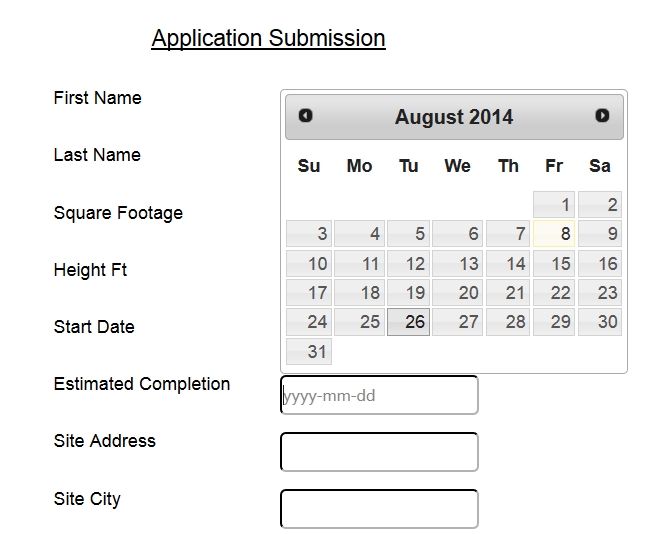 Application Submission
First Name
August 2014
Last Name
Su Mo Tu We Th Fr Sa
1 2
Square Footage
3 4 5 6 7 8 9
10 11 12 13 14 15 16
Height Ft
17 18 19 20 21 22 23
24 25 26 27 28 29 30
Start Date
31
Estimated Completion
yyyy-mm-dd
Site Address
Site City